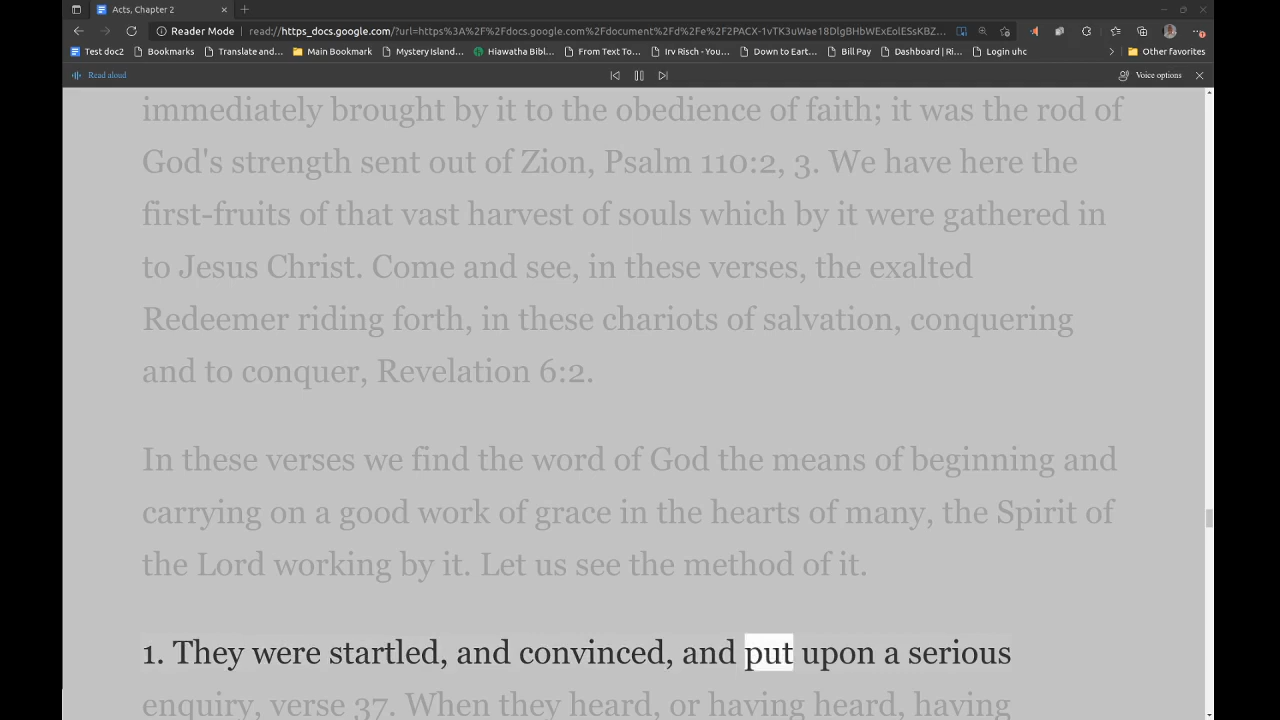 Acts, Chapter 2
Reader Mode
read://https_docs.google.com/?url=https%3A%2F%2Fdocs.google.com%2Fdocument%2Fd%2Fe%2F2PACX-1vTK3uWae18DlgBHbWExEolESsKBZ...
Test doc2 Bookmarks Translate and... Main Bookmark Mystery Island... Hiawatha Bibl... From Text To... Irv Risch - You... Down to Eart... Bill Pay Dashboard | Ri... Login uhc Other favorites
Read aloud Voice options
immediately brought by it to the obedience of faith; it was the rod of
God's strength sent out of Zion, Psalm 110:2, 3. We have here the
first-fruits of that vast harvest of souls which by it were gathered in
to Jesus Christ. Come and see, in these verses, the exalted
Redeemer riding forth, in these chariots of salvation, conquering
and to conquer, Revelation 6:2.
In these verses we find the word of God the means of beginning and
carrying on a good work of grace in the hearts of many, the Spirit of
the Lord working by it. Let us see the method of it.
1. They were startled, and convinced, and put upon a serious
enquiry, verse 37. When they heard, or having heard, having